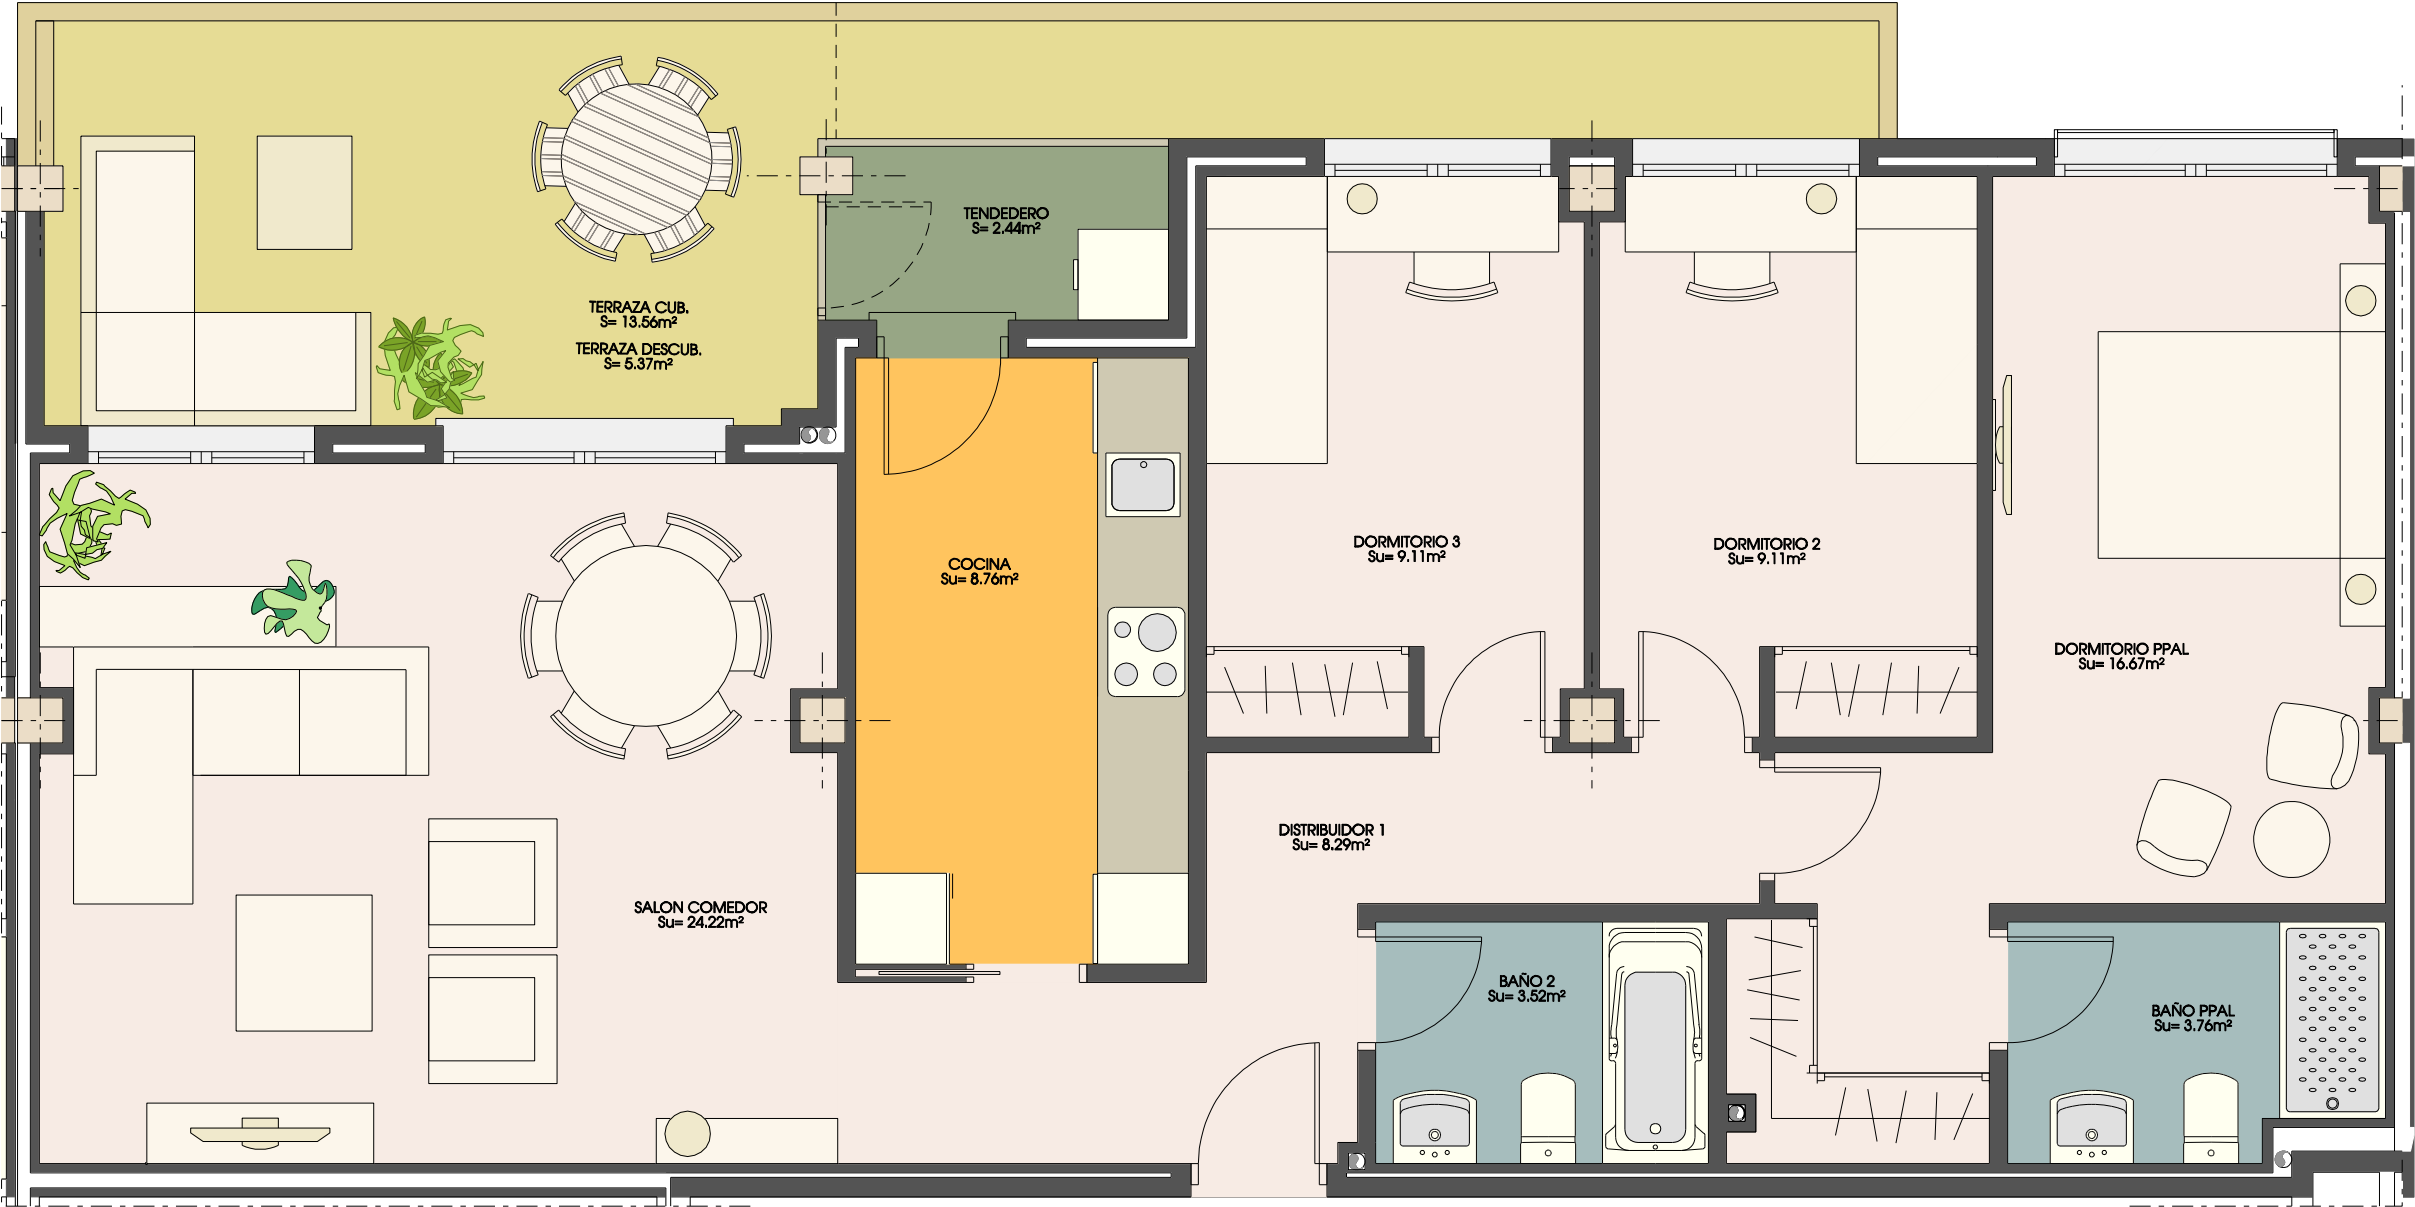 TENDEDERO
S= 2.44m²
TERRAZA CUB.
S= 13.56m²
TERRAZA DESCUB.
S= 5.37m²
COCINA
Su= 8.76m²
DORMITORIO 3
Su= 9.11m²
DORMITORIO 2
Su= 9.11m²
DORMITORIO PPAL
Su= 16.67m²
DISTRIBUIDOR 1
Su= 8.29m²
SALON COMEDOR
Su= 24.22m²
BAÑO 2
Su= 3.52m²
BAÑO PPAL
Su= 3.76m²